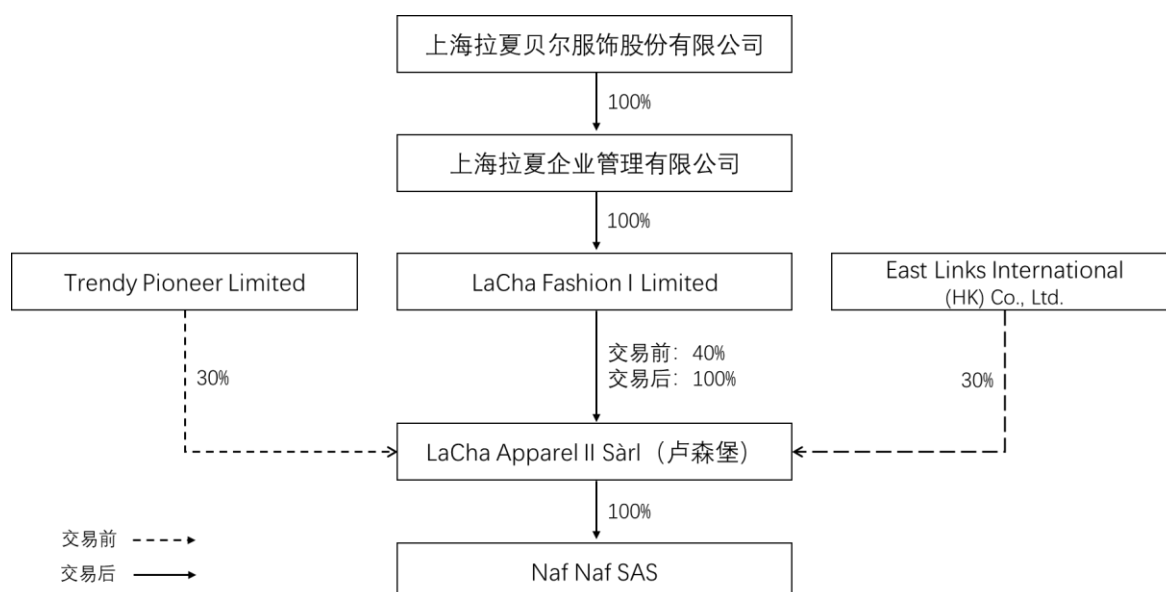 上海拉夏贝尔服饰股份有限公司
100%
上海拉夏企业管理有限公司
100%
Trendy Pioneer Limited
LaCha Fashion I Limited
East Links International
(HK) Co., Ltd.
30%
交易前：40%
交易后：100%
30%
LaCha Apparel II Sàrl（卢森堡）
100%
交易前
交易后
Naf Naf SAS